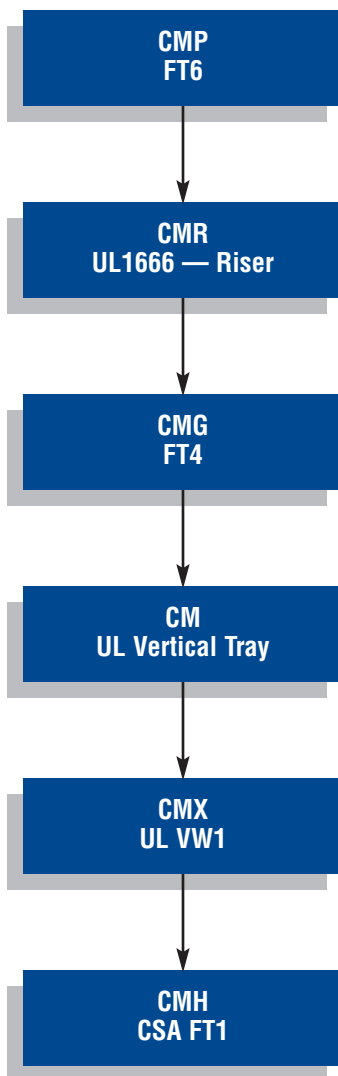 CMP
FT6
CMR
UL1666 — Riser
CMG
FT4
CM
UL Vertical Tray
CMX
UL VW1
CMH
CSA FT1